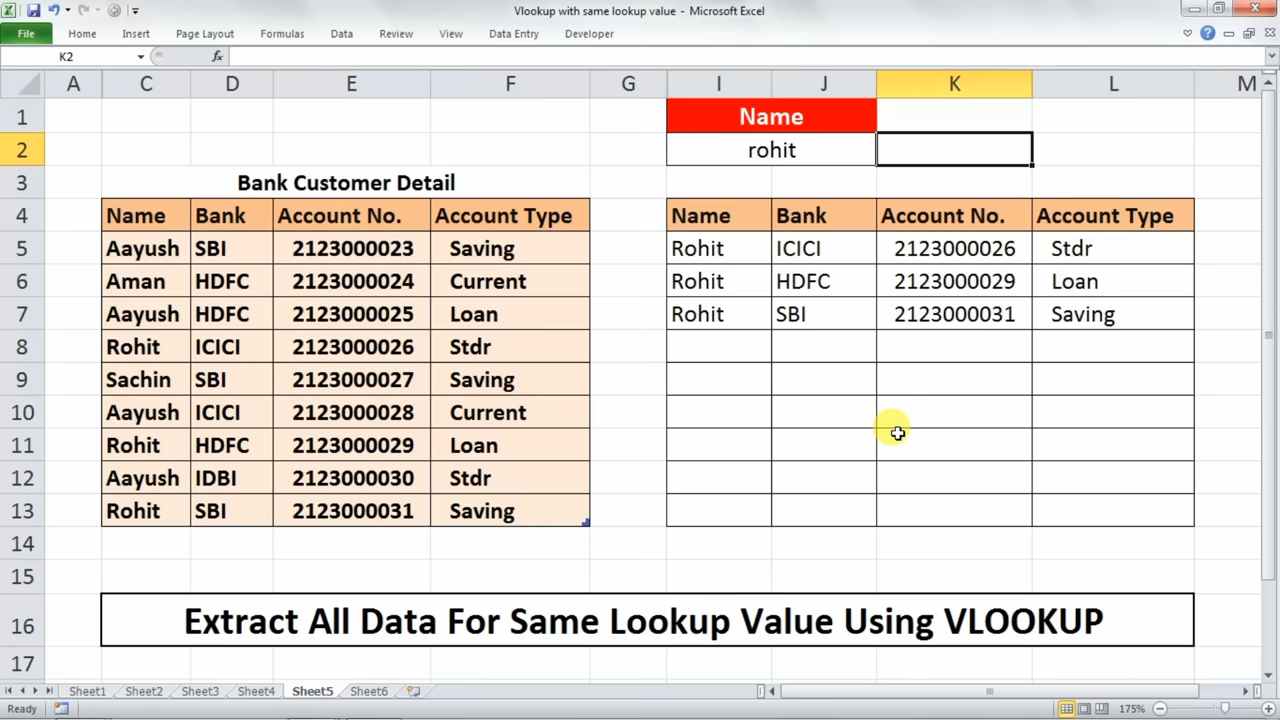 Vlookup with same lookup value - Microsoft Excel
File Home Insert Page Layout Formulas Data Review View Data Entry Developer
K2 fx
A C D E F G I J K L M
1 Name
2 rohit
3 Bank Customer Detail
4 Name Bank Account No. Account Type Name Bank Account No. Account Type
5 Aayush SBI 2123000023 Saving Rohit ICICI 2123000026 Stdr
6 Aman HDFC 2123000024 Current Rohit HDFC 2123000029 Loan
7 Aayush HDFC 2123000025 Loan Rohit SBI 2123000031 Saving
8 Rohit ICICI 2123000026 Stdr
9 Sachin SBI 2123000027 Saving
10 Aayush ICICI 2123000028 Current
11 Rohit HDFC 2123000029 Loan
12 Aayush IDBI 2123000030 Stdr
13 Rohit SBI 2123000031 Saving
14
15
16 Extract All Data For Same Lookup Value Using VLOOKUP
17
Sheet1 Sheet2 Sheet3 Sheet4 Sheet5 Sheet6
Ready 175%